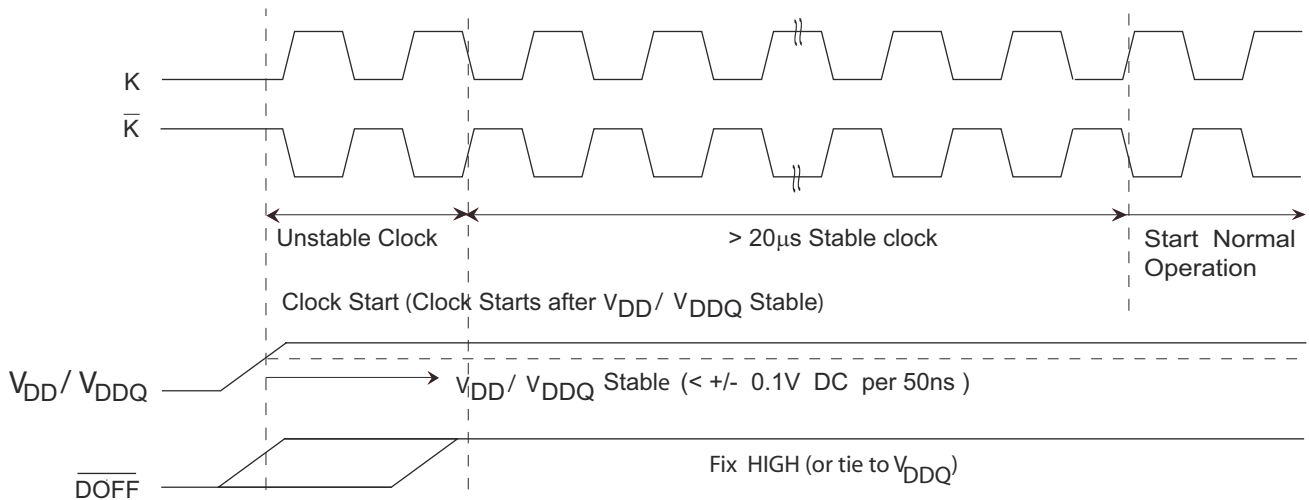 K
K̅
Unstable Clock
> 20μs Stable clock
Start Normal
Operation
Clock Start (Clock Starts after VDD / VDDQ Stable)
VDD / VDDQ
VDD / VDDQ Stable (< +/- 0.1V DC per 50ns )
Fix HIGH (or tie to VDDQ)
D̅O̅F̅F̅